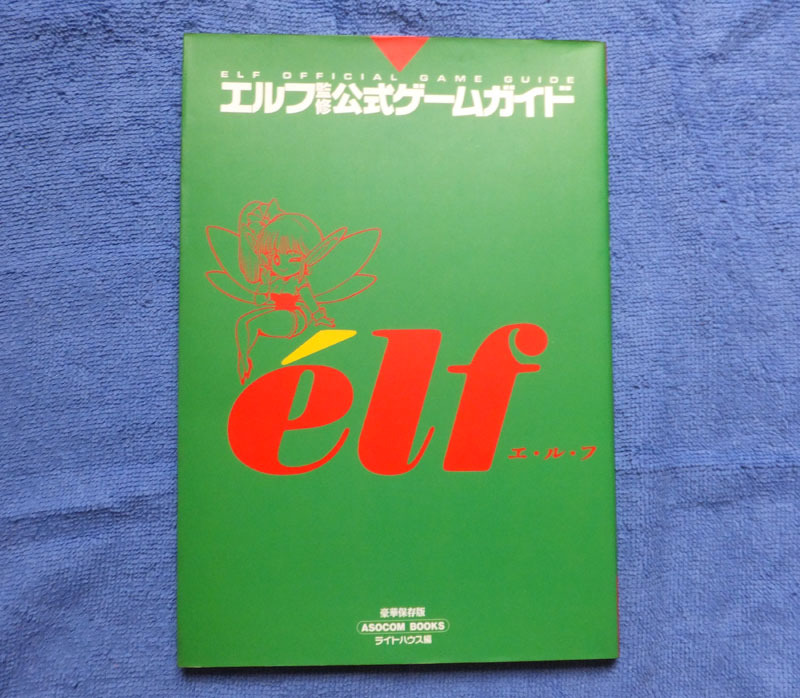 ELF OFFICIAL GAME GUIDE
エルフ監修公式ゲームガイド
élf
エ・ル・フ
豪華保存版
ASOCOM BOOKS
ライトハウス編